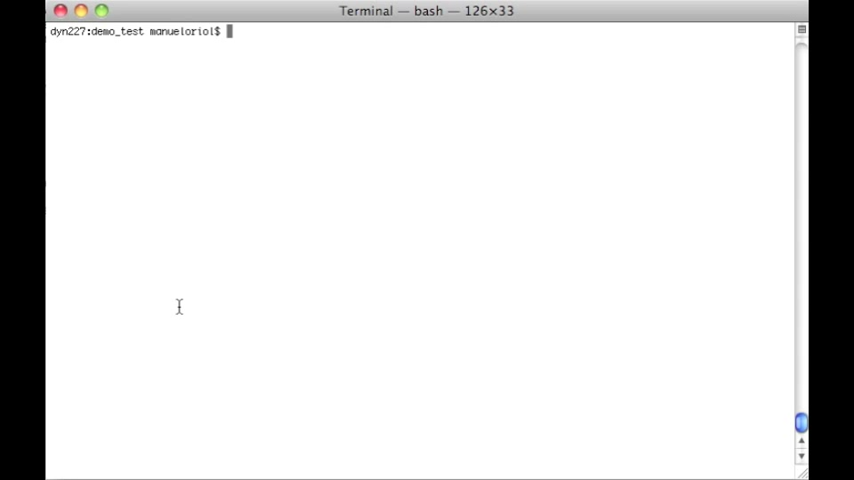 Terminal — bash — 126×33
dyn227:demo_test manueloriol$